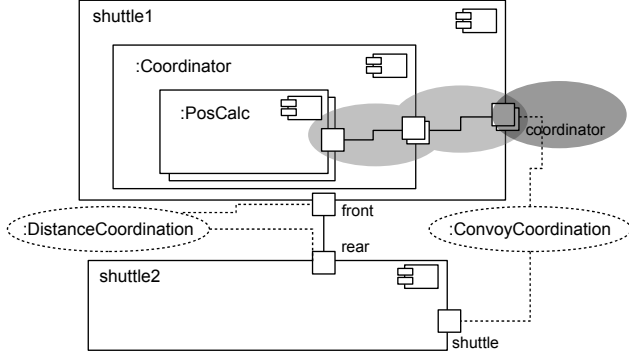 shuttle1
:Coordinator
:PosCalc
coordinator
front
:DistanceCoordination
:ConvoyCoordination
rear
shuttle2
shuttle